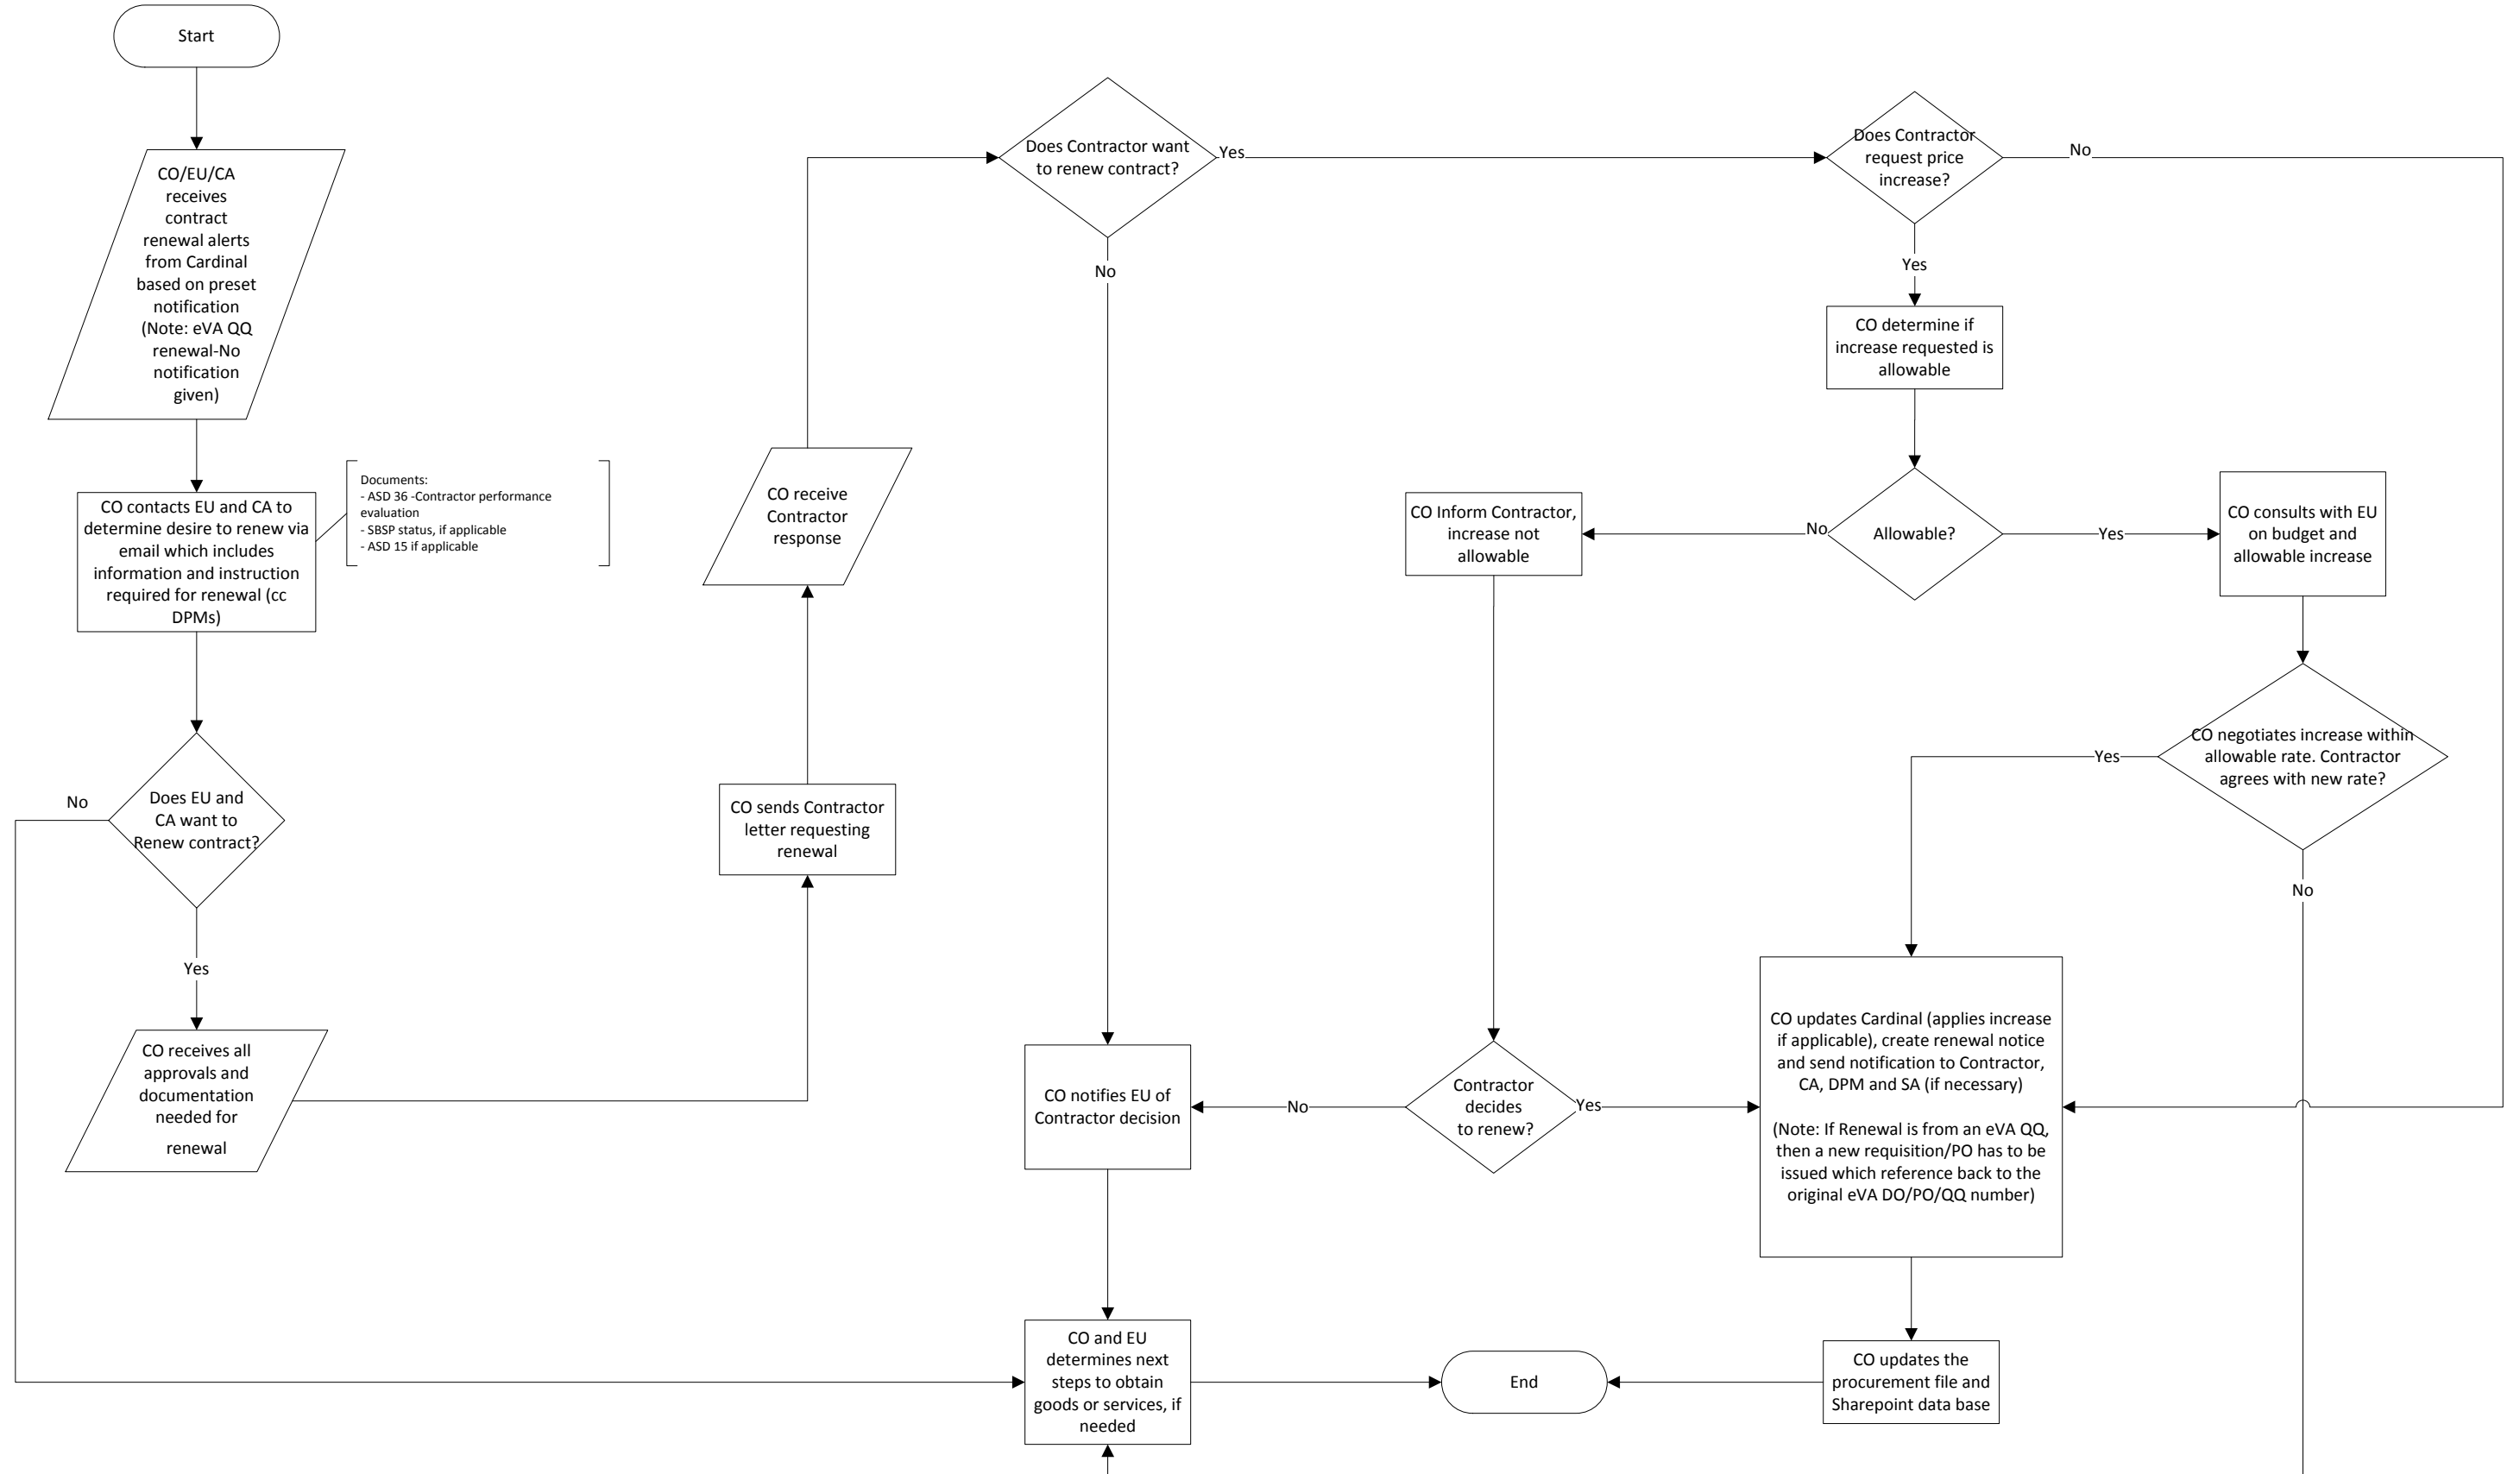 Start
CO/EU/CA
receives
contract
renewal alerts
from Cardinal
based on preset
notification
(Note: eVA QQ
renewal-No
notification
given)
CO contacts EU and CA to
determine desire to renew via
email which includes
information and instruction
required for renewal (cc
DPMs)
Documents:
- ASD 36 -Contractor performance
evaluation
- SBSP status, if applicable
- ASD 15 if applicable
Does EU and
CA want to
Renew contract?
No
Yes
CO receives all
approvals and
documentation
needed for
renewal
CO sends Contractor
letter requesting
renewal
CO receive
Contractor
response
Does Contractor want
to renew contract?
Yes
No
Does Contractor
request price
increase?
No
Yes
CO determine if
increase requested is
allowable
Allowable?
No
Yes
CO Inform Contractor,
increase not
allowable
CO consults with EU
on budget and
allowable increase
CO negotiates increase within
allowable rate. Contractor
agrees with new rate?
Yes
No
CO notifies EU of
Contractor decision
No
Contractor
decides
to renew?
Yes
CO updates Cardinal (applies increase
if applicable), create renewal notice
and send notification to Contractor,
CA, DPM and SA (if necessary)
(Note: If Renewal is from an eVA QQ,
then a new requisition/PO has to be
issued which reference back to the
original eVA DO/PO/QQ number)
CO and EU
determines next
steps to obtain
goods or services, if
needed
End
CO updates the
procurement file and
Sharepoint data base